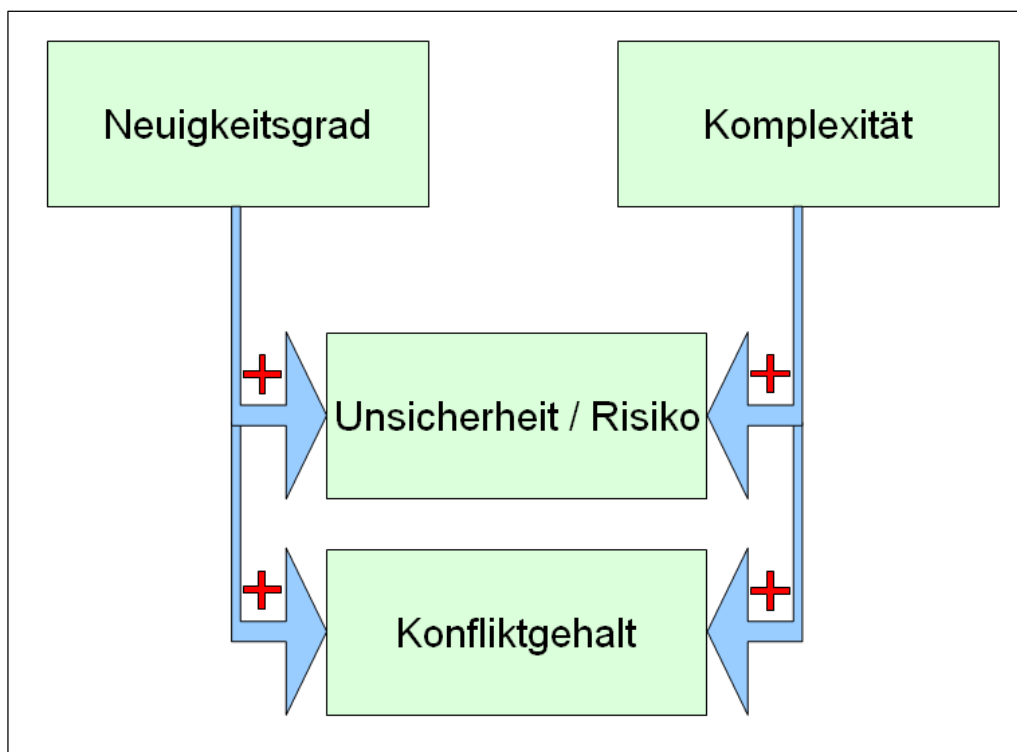 Neuigkeitsgrad
Komplexität
+
+
Unsicherheit / Risiko
+
+
Konfliktgehalt